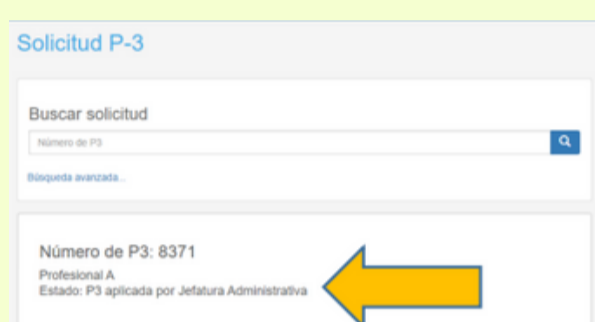 Solicitud P-3
Buscar solicitud
Número de P3
Búsqueda avanzada...
Número de P3: 8371
Profesional A
Estado: P3 aplicada por Jefatura Administrativa